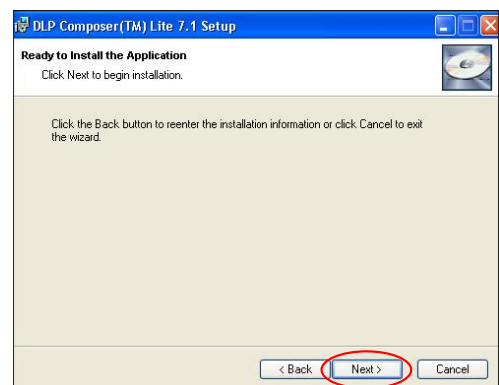 DLP Composer(TM) Lite 7.1 Setup
Ready to Install the Application
Click Next to begin installation.
Click the Back button to reenter the installation information or click Cancel to exit
the wizard.
< Back Next > Cancel